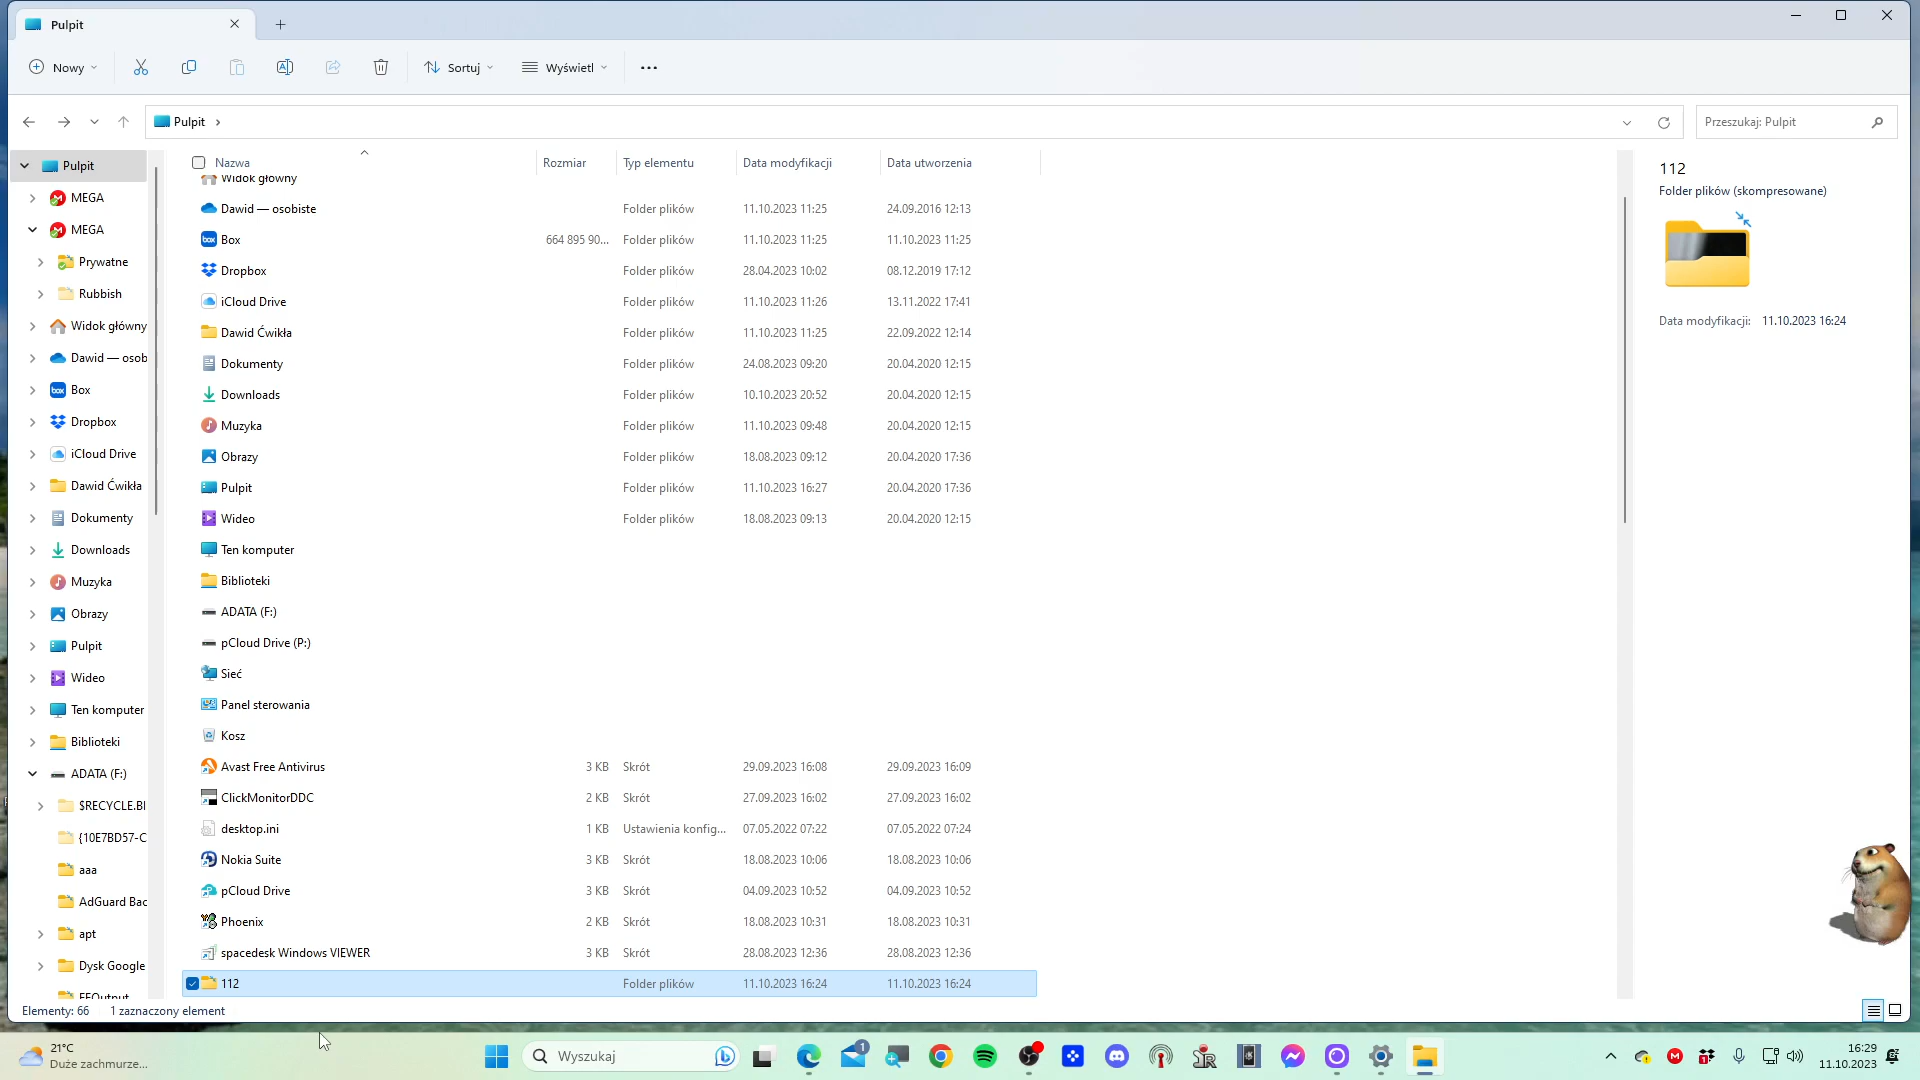 Pulpit
Nowy
Sortuj
Wyświetl
Pulpit
Przeszukaj: Pulpit
Pulpit
MEGA
MEGA
Prywatne
Rubbish
Widok główny
Dawid — osob
Box
Dropbox
iCloud Drive
Dawid Ćwikła
Dokumenty
Downloads
Muzyka
Obrazy
Pulpit
Wideo
Ten komputer
Biblioteki
ADATA (F:)
$RECYCLE.BI
{10E7BD57-C
aaa
AdGuard Bac
apt
Dysk Google
FFOutput
Nazwa Rozmiar Typ elementu Data modyfikacji Data utworzenia
Widok główny
Dawid — osobiste Folder plików 11.10.2023 11:25 24.09.2016 12:13
Box 664 895 90... Folder plików 11.10.2023 11:25 11.10.2023 11:25
Dropbox Folder plików 28.04.2023 10:02 08.12.2019 17:12
iCloud Drive Folder plików 11.10.2023 11:26 13.11.2022 17:41
Dawid Ćwikła Folder plików 11.10.2023 11:25 22.09.2022 12:14
Dokumenty Folder plików 24.08.2023 09:20 20.04.2020 12:15
Downloads Folder plików 10.10.2023 20:52 20.04.2020 12:15
Muzyka Folder plików 11.10.2023 09:48 20.04.2020 12:15
Obrazy Folder plików 18.08.2023 09:12 20.04.2020 17:36
Pulpit Folder plików 11.10.2023 16:27 20.04.2020 17:36
Wideo Folder plików 18.08.2023 09:13 20.04.2020 12:15
Ten komputer
Biblioteki
ADATA (F:)
pCloud Drive (P:)
Sieć
Panel sterowania
Kosz
Avast Free Antivirus 3 KB Skrót 29.09.2023 16:08 29.09.2023 16:09
ClickMonitorDDC 2 KB Skrót 27.09.2023 16:02 27.09.2023 16:02
desktop.ini 1 KB Ustawienia konfig... 07.05.2022 07:22 07.05.2022 07:24
Nokia Suite 3 KB Skrót 18.08.2023 10:06 18.08.2023 10:06
pCloud Drive 3 KB Skrót 04.09.2023 10:52 04.09.2023 10:52
Phoenix 2 KB Skrót 18.08.2023 10:31 18.08.2023 10:31
spacedesk Windows VIEWER 3 KB Skrót 28.08.2023 12:36 28.08.2023 12:36
112 Folder plików 11.10.2023 16:24 11.10.2023 16:24
112
Folder plików (skompresowane)
Data modyfikacji: 11.10.2023 16:24
Elementy: 66 1 zaznaczony element
21°C
Duże zachmurze...
Wyszukaj
1
16:29
11.10.2023